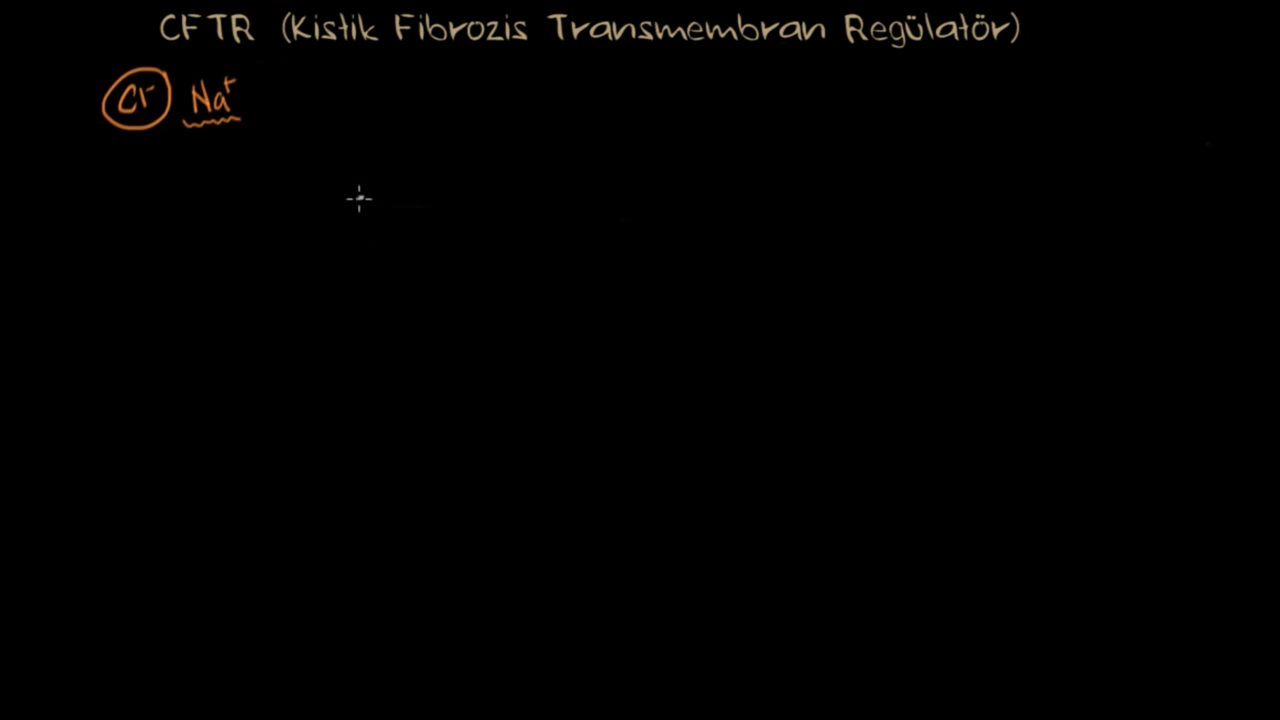 CFTR (Kistik Fibrozis Transmembran Regülatör)
Cl⁻ Na⁺